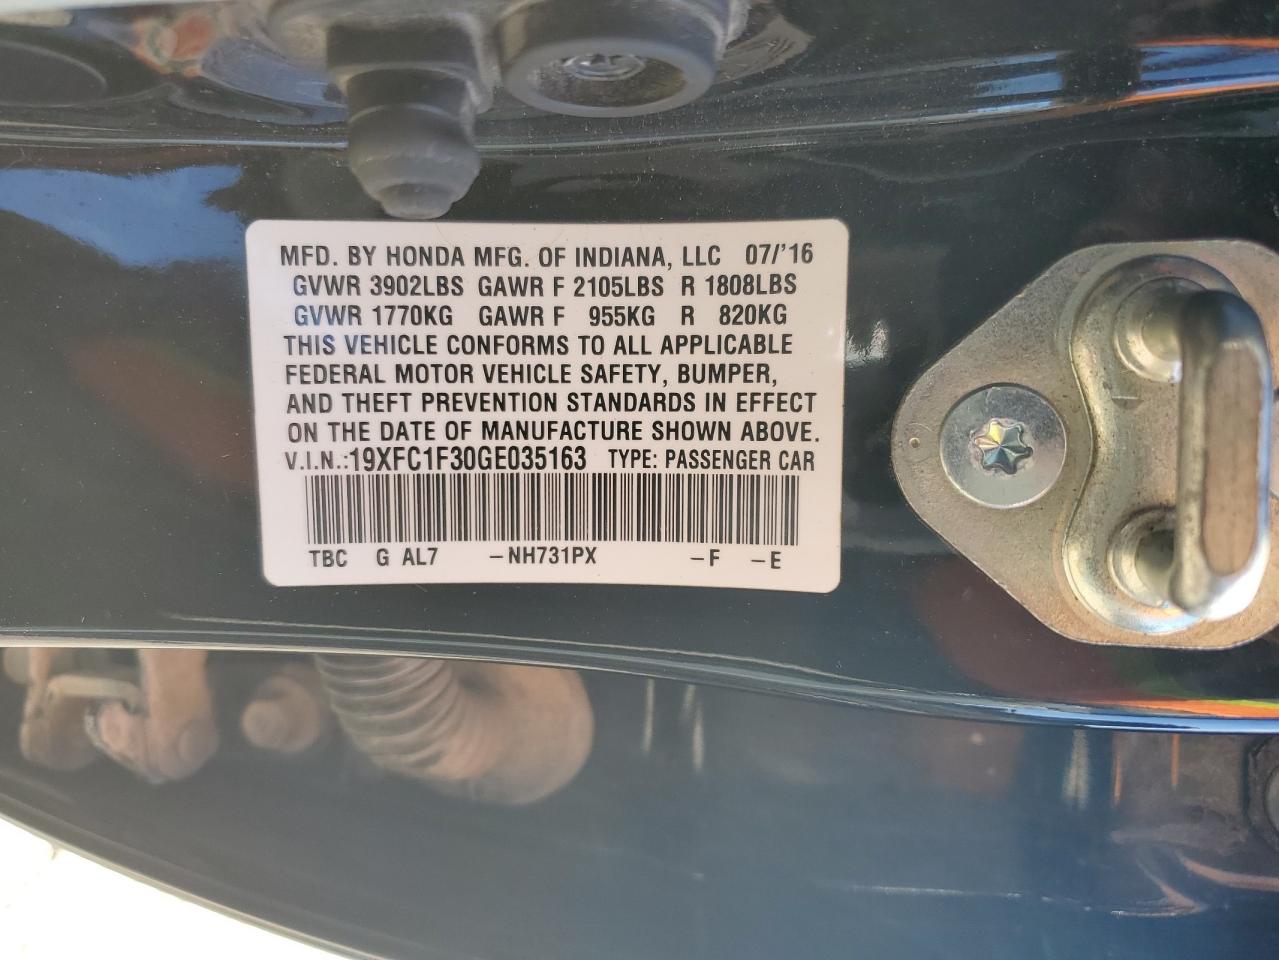 MFD. BY HONDA MFG. OF INDIANA, LLC 07/'16
GVWR 3902LBS GAWR F 2105LBS R 1808LBS
GVWR 1770KG GAWR F 955KG R 820KG
THIS VEHICLE CONFORMS TO ALL APPLICABLE
FEDERAL MOTOR VEHICLE SAFETY, BUMPER,
AND THEFT PREVENTION STANDARDS IN EFFECT
ON THE DATE OF MANUFACTURE SHOWN ABOVE.
V.I.N.:19XFC1F30GE035163 TYPE: PASSENGER CAR
TBC G AL7 -NH731PX -F -E